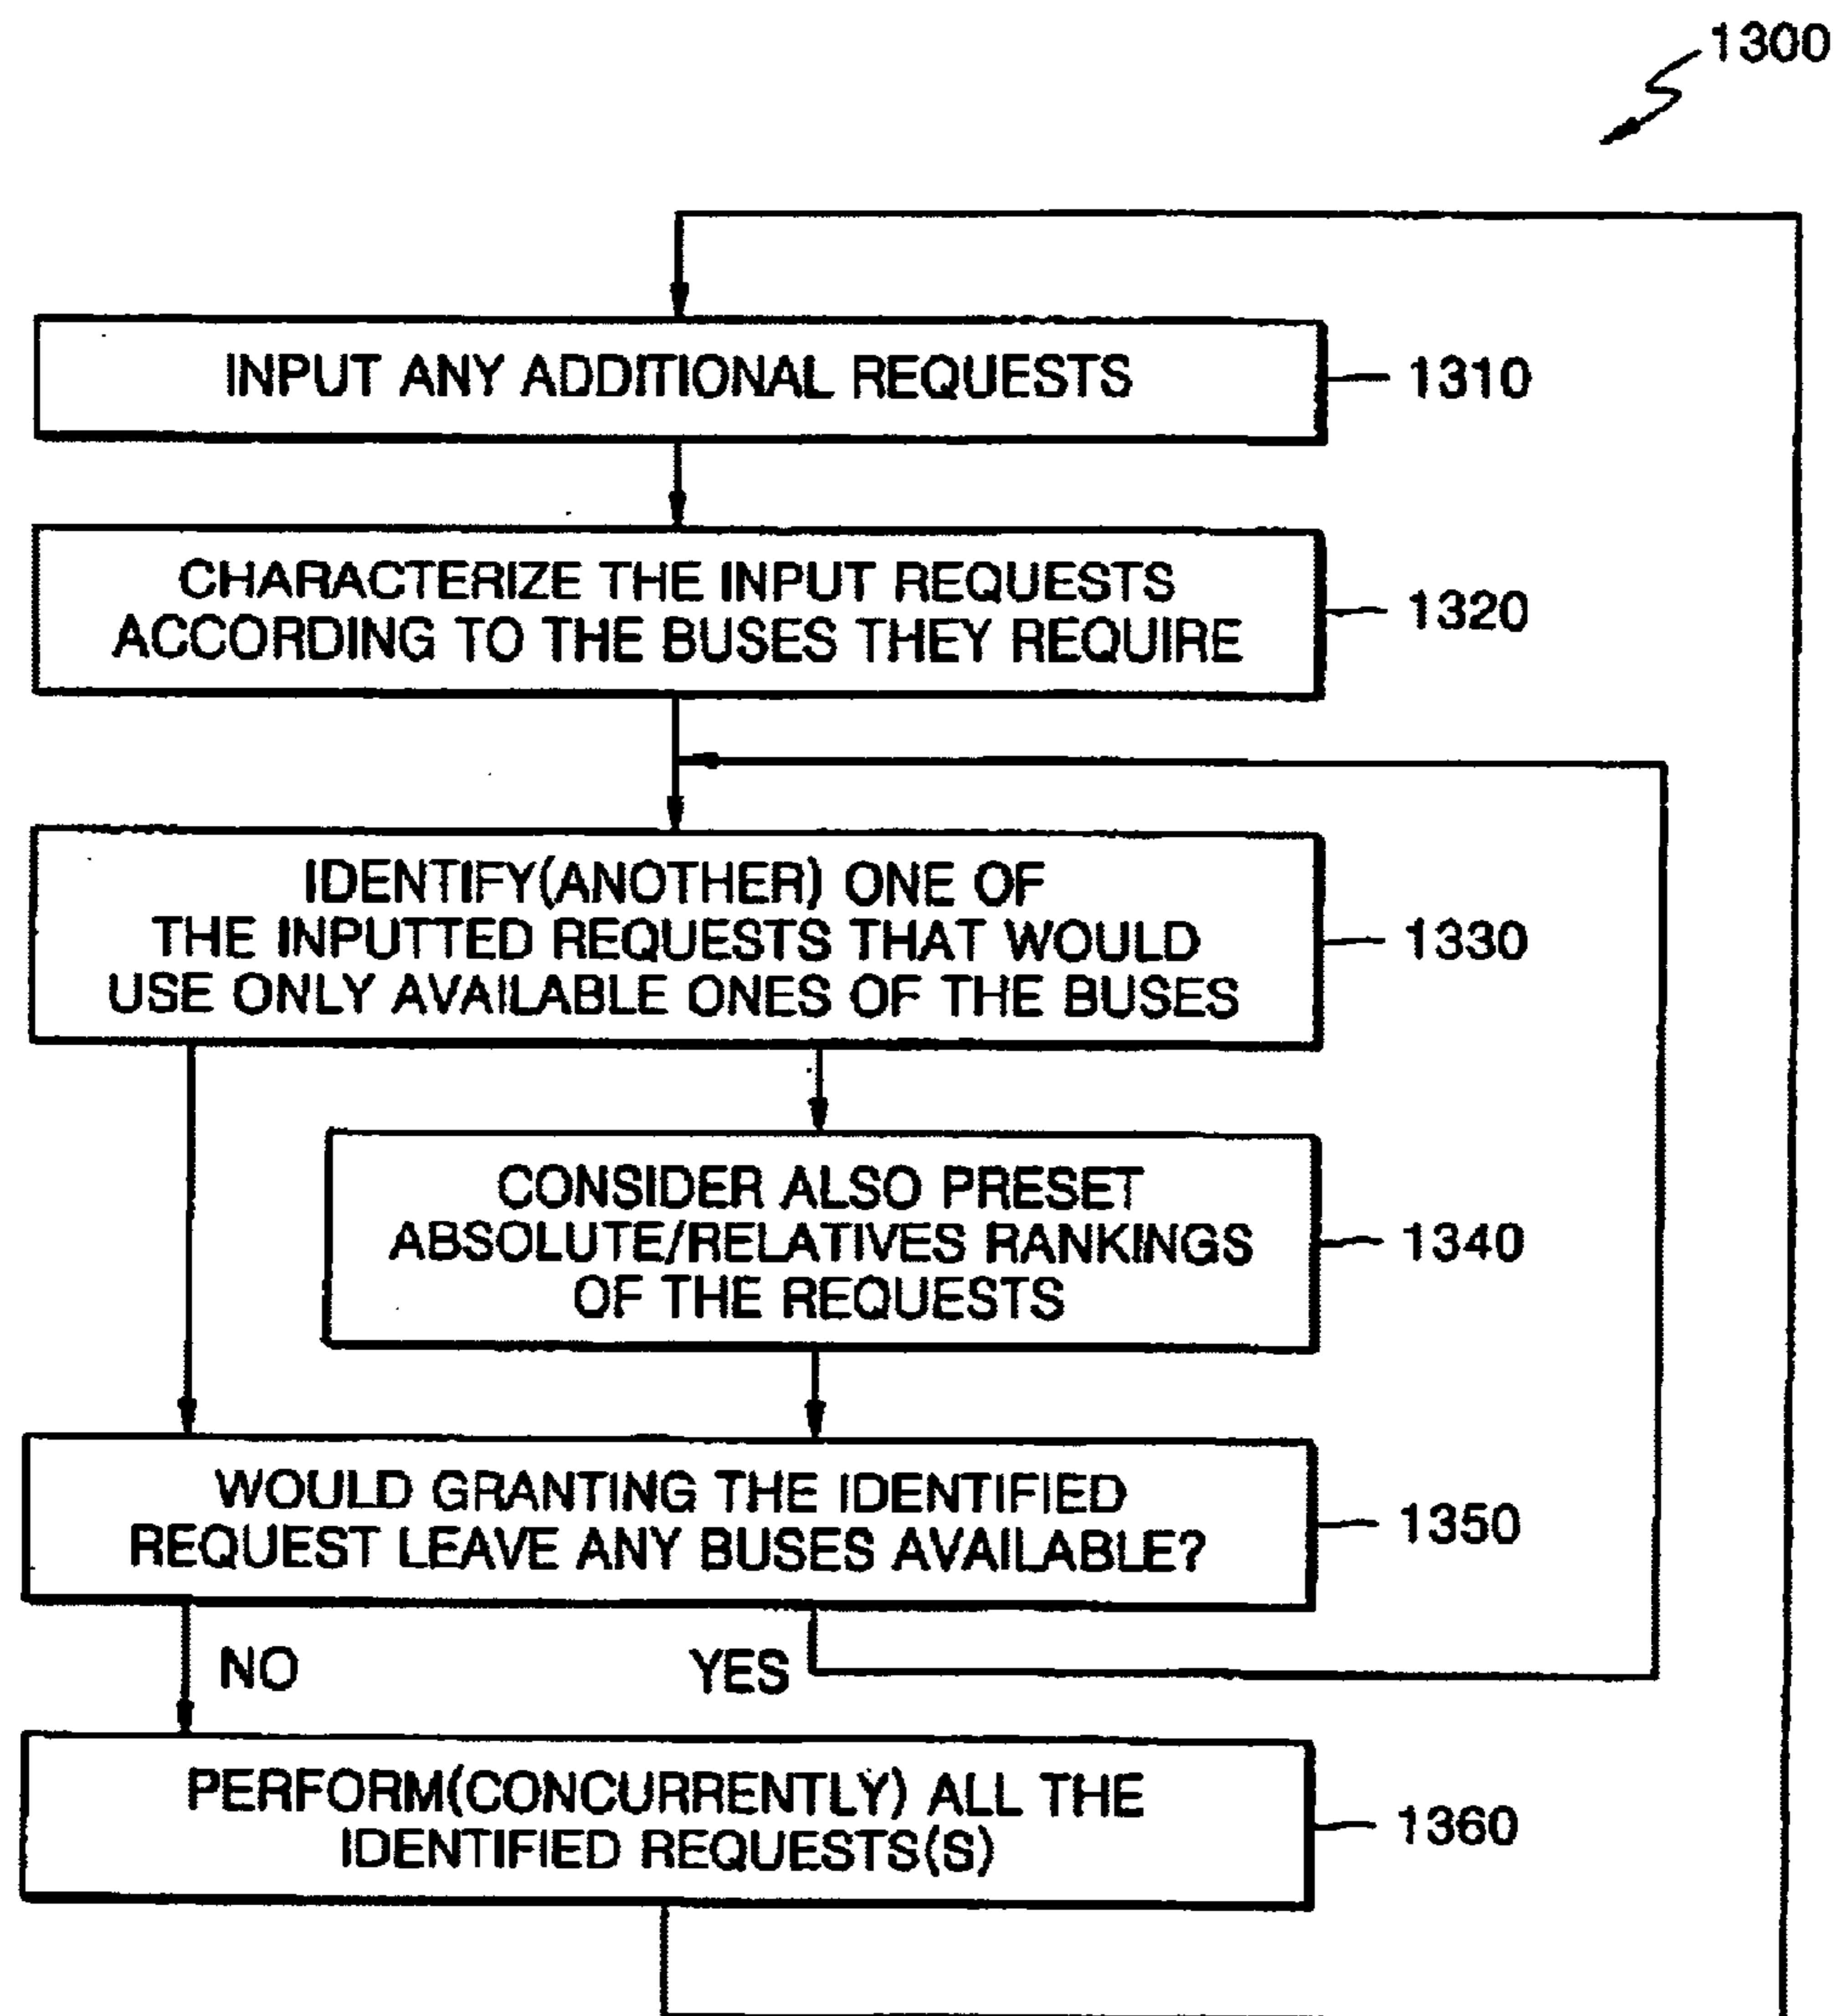 1300
INPUT ANY ADDITIONAL REQUESTS
1310
CHARACTERIZE THE INPUT REQUESTS
ACCORDING TO THE BUSES THEY REQUIRE
1320
IDENTIFY(ANOTHER) ONE OF
THE INPUTTED REQUESTS THAT WOULD
USE ONLY AVAILABLE ONES OF THE BUSES
1330
CONSIDER ALSO PRESET
ABSOLUTE/RELATIVES RANKINGS
OF THE REQUESTS
1340
WOULD GRANTING THE IDENTIFIED
REQUEST LEAVE ANY BUSES AVAILABLE?
1350
NO
YES
PERFORM(CONCURRENTLY) ALL THE
IDENTIFIED REQUESTS(S)
1360